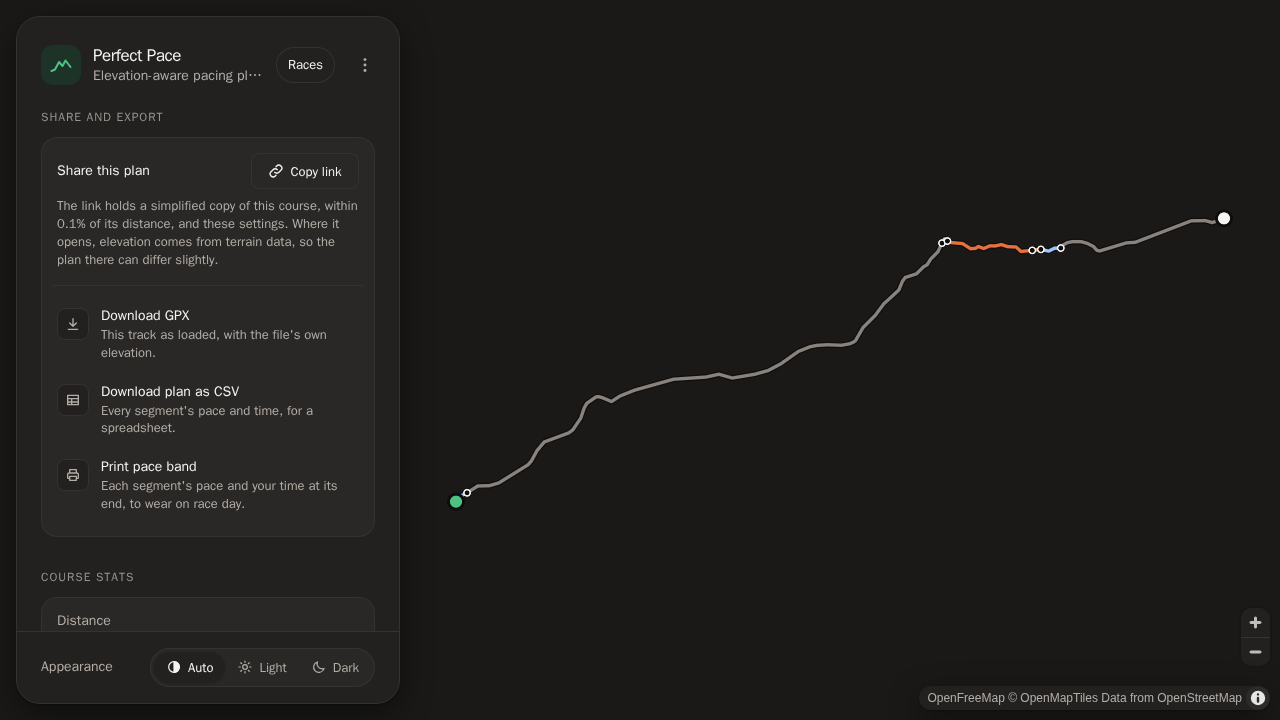 Perfect Pace
Elevation-aware pacing pl…
Races
SHARE AND EXPORT
Share this plan
Copy link
The link holds a simplified copy of this course, within
0.1% of its distance, and these settings. Where it
opens, elevation comes from terrain data, so the
plan there can differ slightly.
Download GPX
This track as loaded, with the file's own
elevation.
Download plan as CSV
Every segment's pace and time, for a
spreadsheet.
Print pace band
Each segment's pace and your time at its
end, to wear on race day.
COURSE STATS
Distance
Appearance
Auto
Light
Dark
OpenFreeMap © OpenMapTiles Data from OpenStreetMap